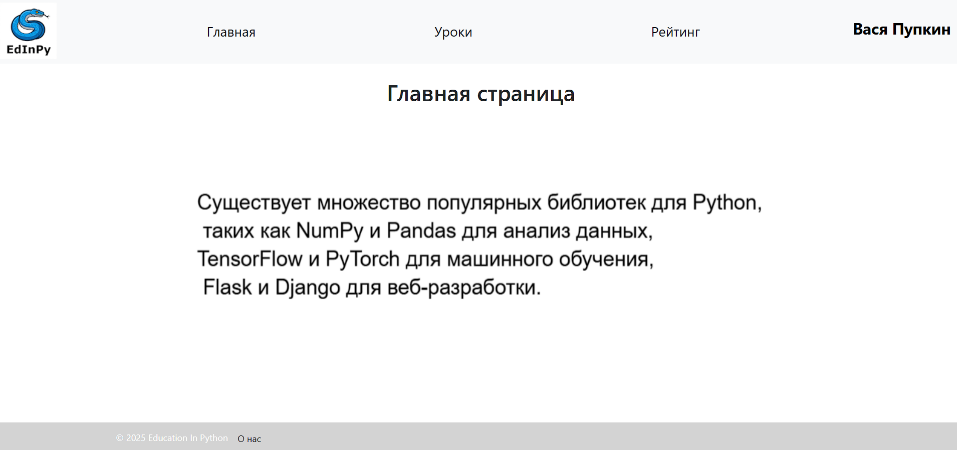 EdInPy
Главная
Уроки
Рейтинг
Вася Пупкин
Главная страница
Существует множество популярных библиотек для Python,
таких как NumPy и Pandas для анализ данных,
TensorFlow и PyTorch для машинного обучения,
Flask и Django для веб-разработки.
© 2025 Education In Python О нас